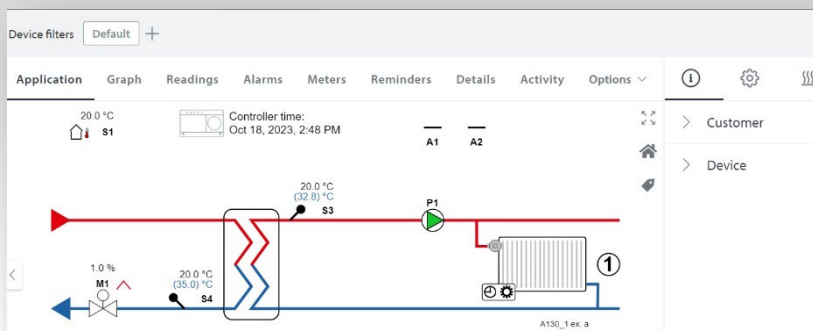 Device filters Default
Application Graph Readings Alarms Meters Reminders Details Activity Options
20.0 °C
S1
Controller time:
Oct 18, 2023, 2:48 PM
A1 A2
Customer
Device
20.0 °C
(32.8) °C
S3
P1
1.0 %
M1
20.0 °C
(35.0) °C
S4
1
A130_1 ex. a